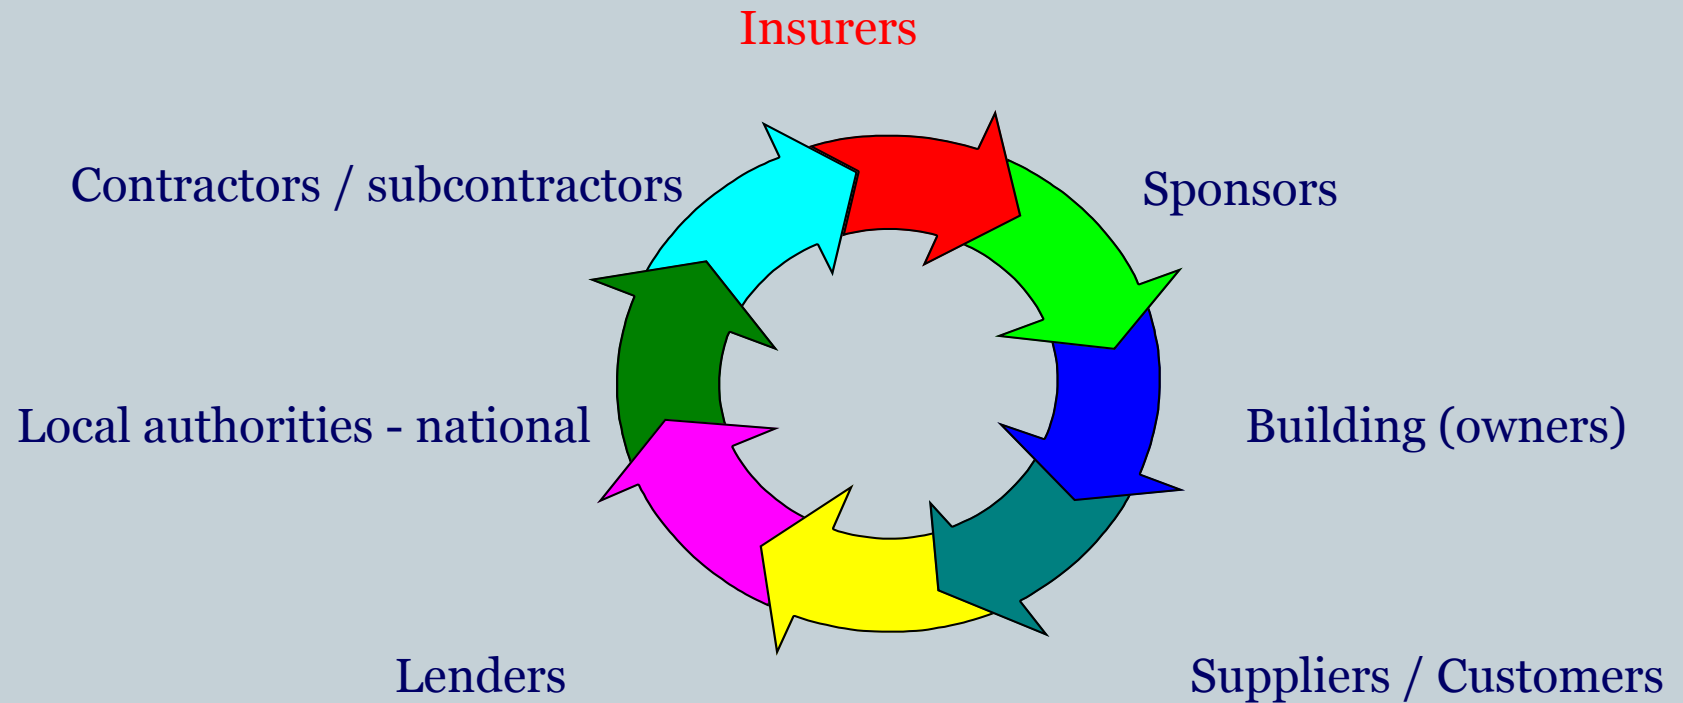 Insurers
Contractors / subcontractors
Sponsors
Local authorities - national
Building (owners)
Lenders
Suppliers / Customers